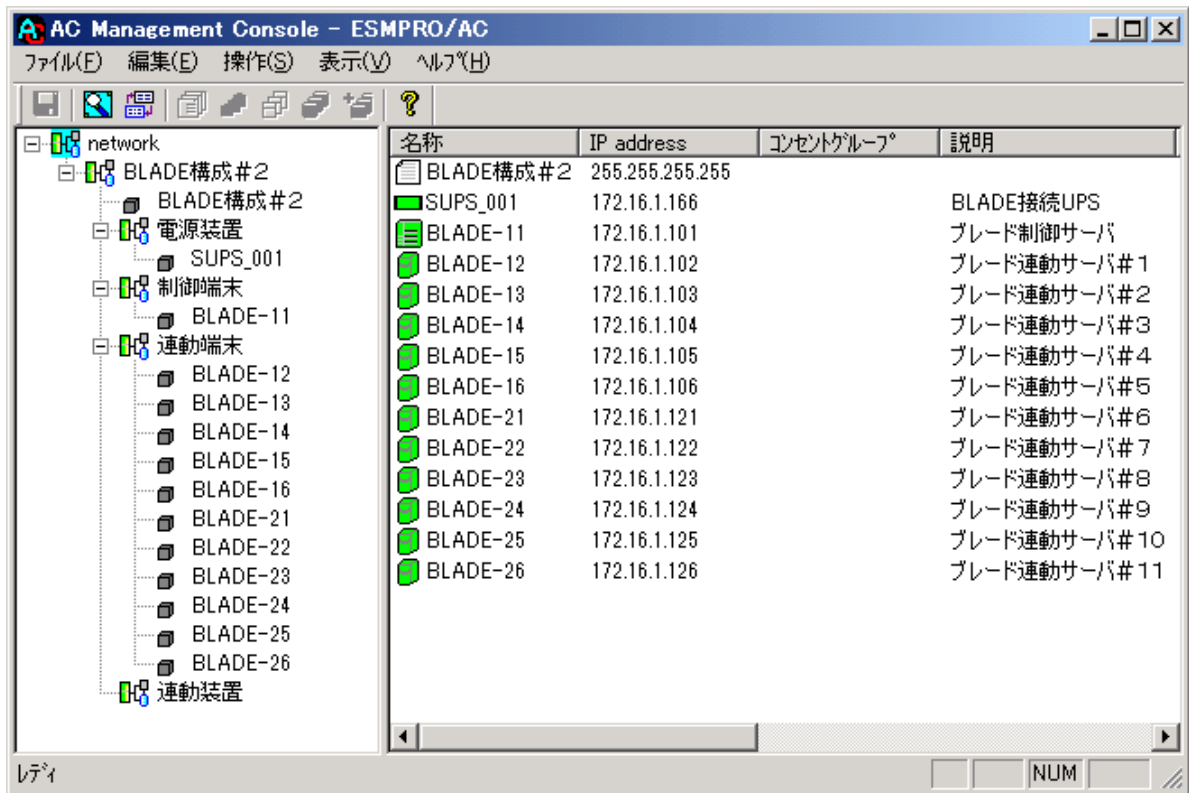 AC Management Console - ESMPRO/AC
ファイル(F) 編集(E) 操作(S) 表示(V) ヘルプ(H)
network
BLADE構成#2
BLADE構成#2
電源装置
SUPS_001
制御端末
BLADE-11
連動端末
BLADE-12
BLADE-13
BLADE-14
BLADE-15
BLADE-16
BLADE-21
BLADE-22
BLADE-23
BLADE-24
BLADE-25
BLADE-26
連動装置
名称 IP address コンセントグループ 説明
BLADE構成#2 255.255.255.255
SUPS_001 172.16.1.166 BLADE接続UPS
BLADE-11 172.16.1.101 ブレード制御サーバ
BLADE-12 172.16.1.102 ブレード連動サーバ#1
BLADE-13 172.16.1.103 ブレード連動サーバ#2
BLADE-14 172.16.1.104 ブレード連動サーバ#3
BLADE-15 172.16.1.105 ブレード連動サーバ#4
BLADE-16 172.16.1.106 ブレード連動サーバ#5
BLADE-21 172.16.1.121 ブレード連動サーバ#6
BLADE-22 172.16.1.122 ブレード連動サーバ#7
BLADE-23 172.16.1.123 ブレード連動サーバ#8
BLADE-24 172.16.1.124 ブレード連動サーバ#9
BLADE-25 172.16.1.125 ブレード連動サーバ#10
BLADE-26 172.16.1.126 ブレード連動サーバ#11
レディ NUM